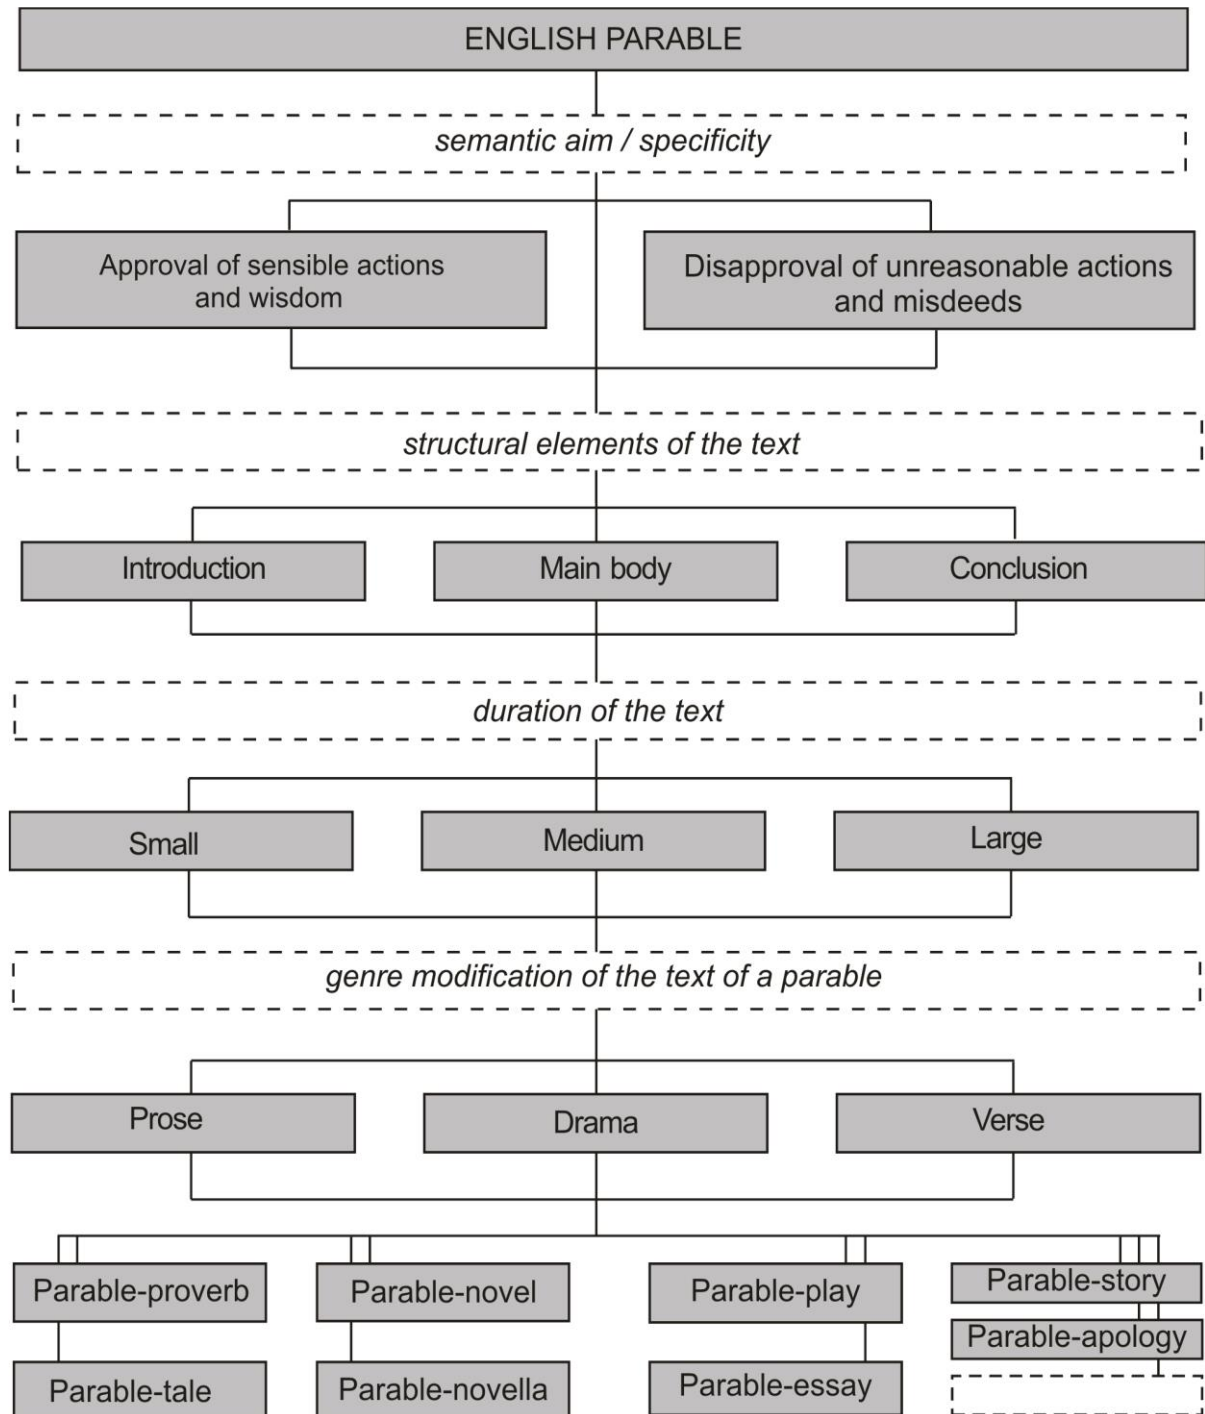 ENGLISH PARABLE
semantic aim / specificity
Approval of sensible actions
and wisdom
Disapproval of unreasonable actions
and misdeeds
structural elements of the text
Introduction
Main body
Conclusion
duration of the text
Small
Medium
Large
genre modification of the text of a parable
Prose
Drama
Verse
Parable-proverb
Parable-novel
Parable-play
Parable-story
Parable-apology
Parable-tale
Parable-novella
Parable-essay